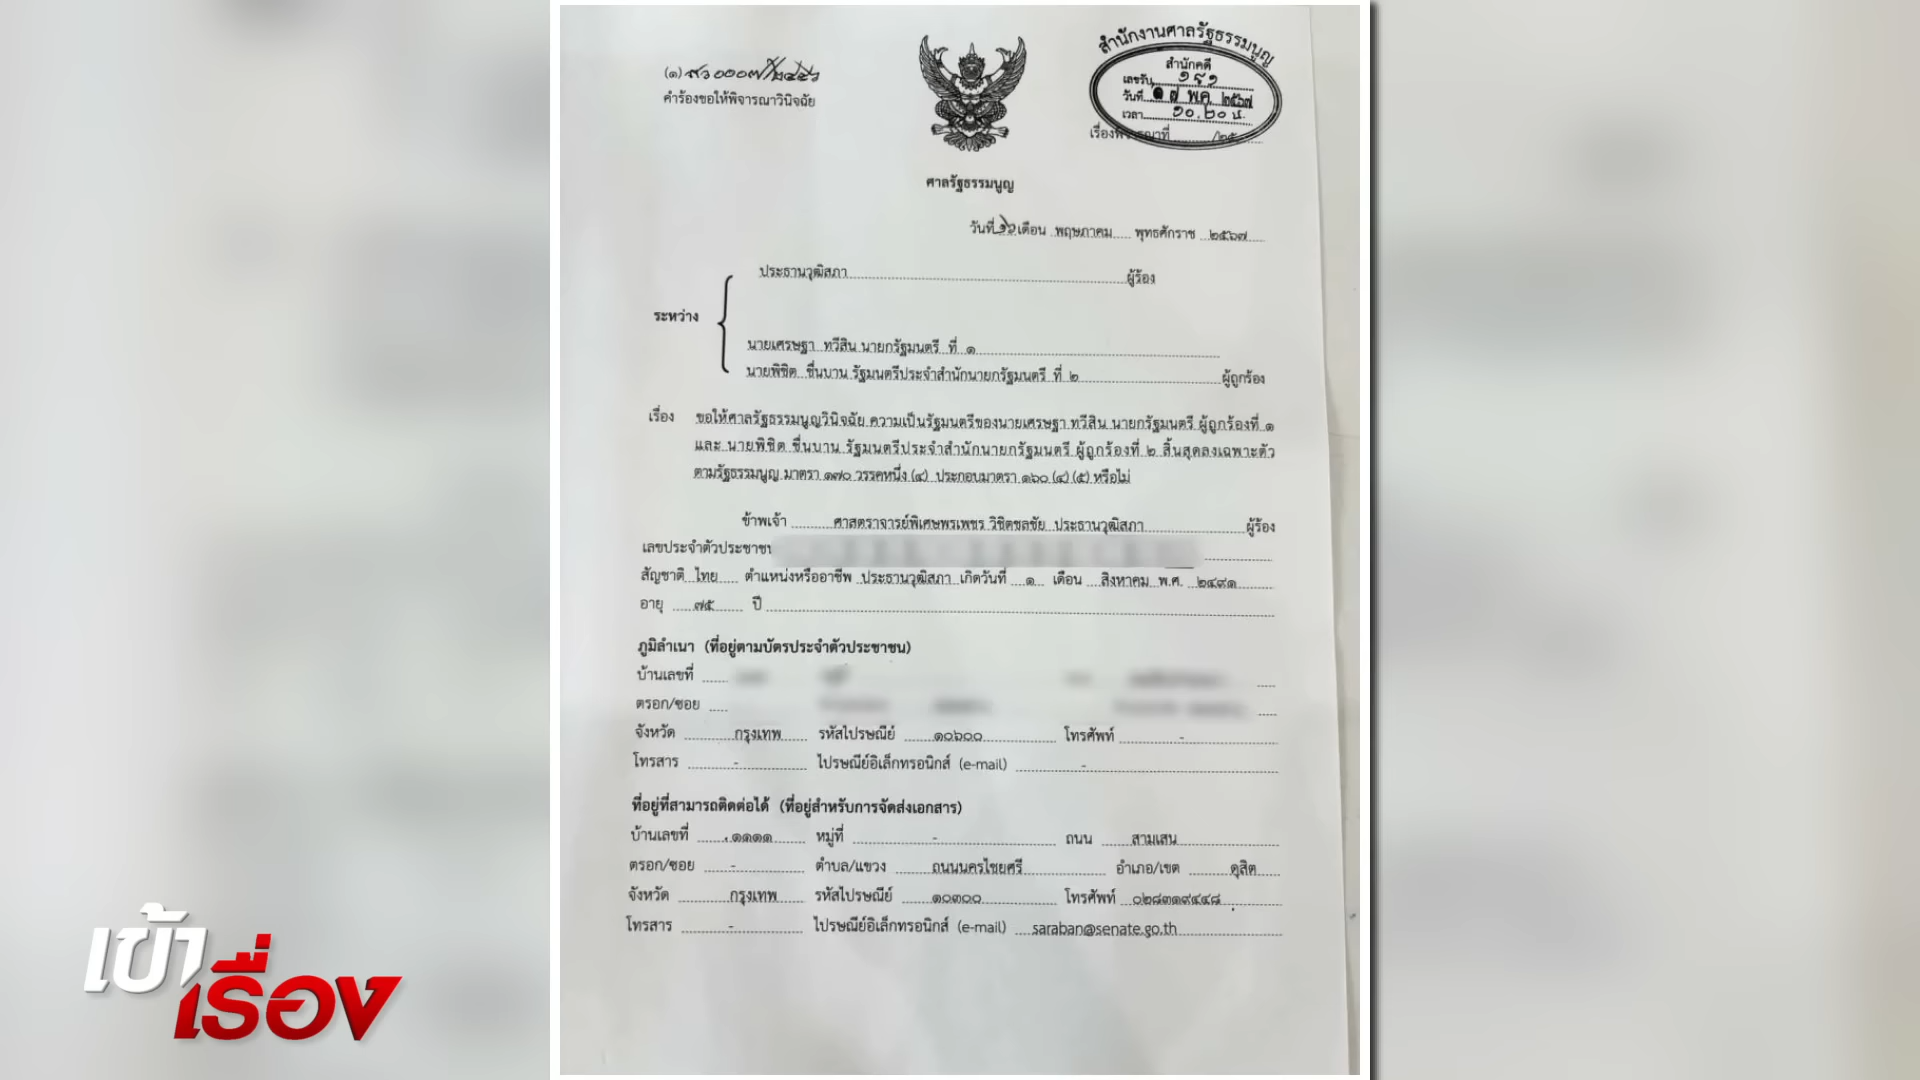 (๑)
คำร้องขอให้พิจารณาวินิจฉัย
สำนักงานศาลรัฐธรรมนูญ
สำนักคดี
เลขรับ ๑๙๑
วันที่ ๑๗ พ.ค. ๒๕๖๗
เวลา ๑๐.๒๐ น.
เรื่องพิจารณาที่ /๒๕
ศาลรัฐธรรมนูญ
วันที่ ๑๖ เดือน พฤษภาคม พุทธศักราช ๒๕๖๗
ประธานวุฒิสภา ผู้ร้อง
ระหว่าง
นายเศรษฐา ทวีสิน นายกรัฐมนตรี ที่ ๑
นายพิชิต ชื่นบาน รัฐมนตรีประจำสำนักนายกรัฐมนตรี ที่ ๒ ผู้ถูกร้อง
เรื่อง ขอให้ศาลรัฐธรรมนูญวินิจฉัย ความเป็นรัฐมนตรีของนายเศรษฐา ทวีสิน นายกรัฐมนตรี ผู้ถูกร้องที่ ๑
และ นายพิชิต ชื่นบาน รัฐมนตรีประจำสำนักนายกรัฐมนตรี ผู้ถูกร้องที่ ๒ สิ้นสุดลงเฉพาะตัว
ตามรัฐธรรมนูญ มาตรา ๑๗๐ วรรคหนึ่ง (๔) ประกอบมาตรา ๑๖๐ (๔) (๕) หรือไม่
ข้าพเจ้า ศาสตราจารย์พิเศษพรเพชร วิชิตชลชัย ประธานวุฒิสภา ผู้ร้อง
เลขประจำตัวประชาชน
สัญชาติ ไทย ตำแหน่งหรืออาชีพ ประธานวุฒิสภา เกิดวันที่ ๑ เดือน สิงหาคม พ.ศ. ๒๔๙๑
อายุ ๗๕ ปี
ภูมิลำเนา (ที่อยู่ตามบัตรประจำตัวประชาชน)
บ้านเลขที่
ตรอก/ซอย
จังหวัด กรุงเทพ รหัสไปรษณีย์ ๑๐๖๐๐ โทรศัพท์ -
โทรสาร - ไปรษณีย์อิเล็กทรอนิกส์ (e-mail) -
ที่อยู่ที่สามารถติดต่อได้ (ที่อยู่สำหรับการจัดส่งเอกสาร)
บ้านเลขที่ ๑๑๑๑ หมู่ที่ - ถนน สามเสน
ตรอก/ซอย - ตำบล/แขวง ถนนนครไชยศรี อำเภอ/เขต ดุสิต
จังหวัด กรุงเทพ รหัสไปรษณีย์ ๑๐๓๐๐ โทรศัพท์ ๐๒๘๓๑๙๔๔๘
โทรสาร - ไปรษณีย์อิเล็กทรอนิกส์ (e-mail) saraban@senate.go.th
เข้า
เรื่อง